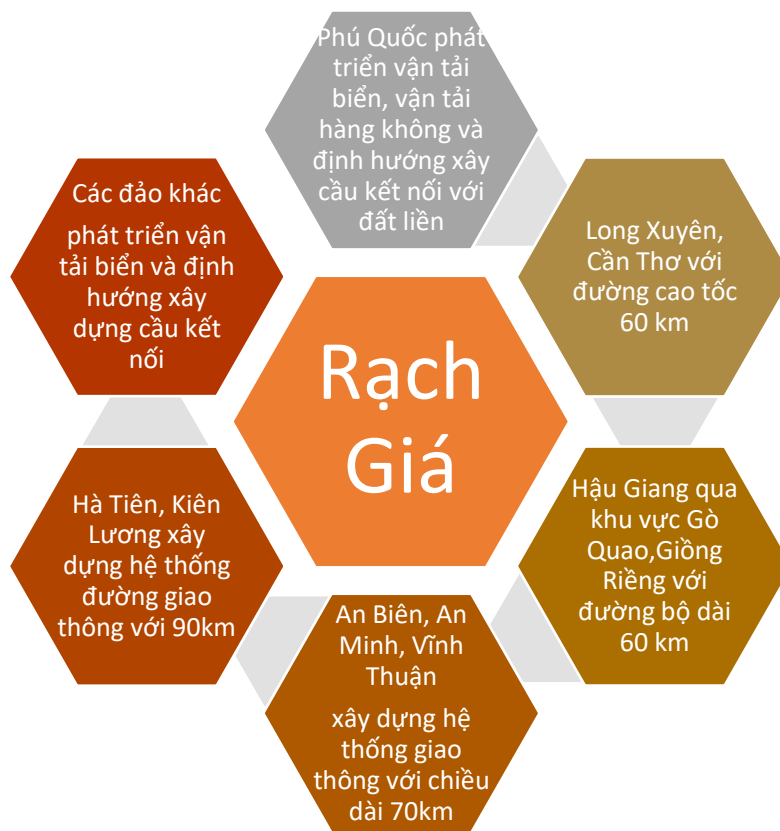 Phú Quốc phát
triển vận tải
biển, vận tải
hàng không và
định hướng xây
cầu kết nối với
đất liền
Long Xuyên,
Cần Thơ với
đường cao tốc
60 km
Hậu Giang qua
khu vực Gò
Quao,Giồng
Riềng với
đường bộ dài
60 km
An Biên, An
Minh, Vĩnh
Thuận
xây dựng hệ
thống giao
thông với chiều
dài 70km
Hà Tiên, Kiên
Lương xây
dựng hệ thống
đường giao
thông với 90km
Các đảo khác
phát triển vận
tải biển và định
hướng xây
dựng cầu kết
nối
Rạch
Giá